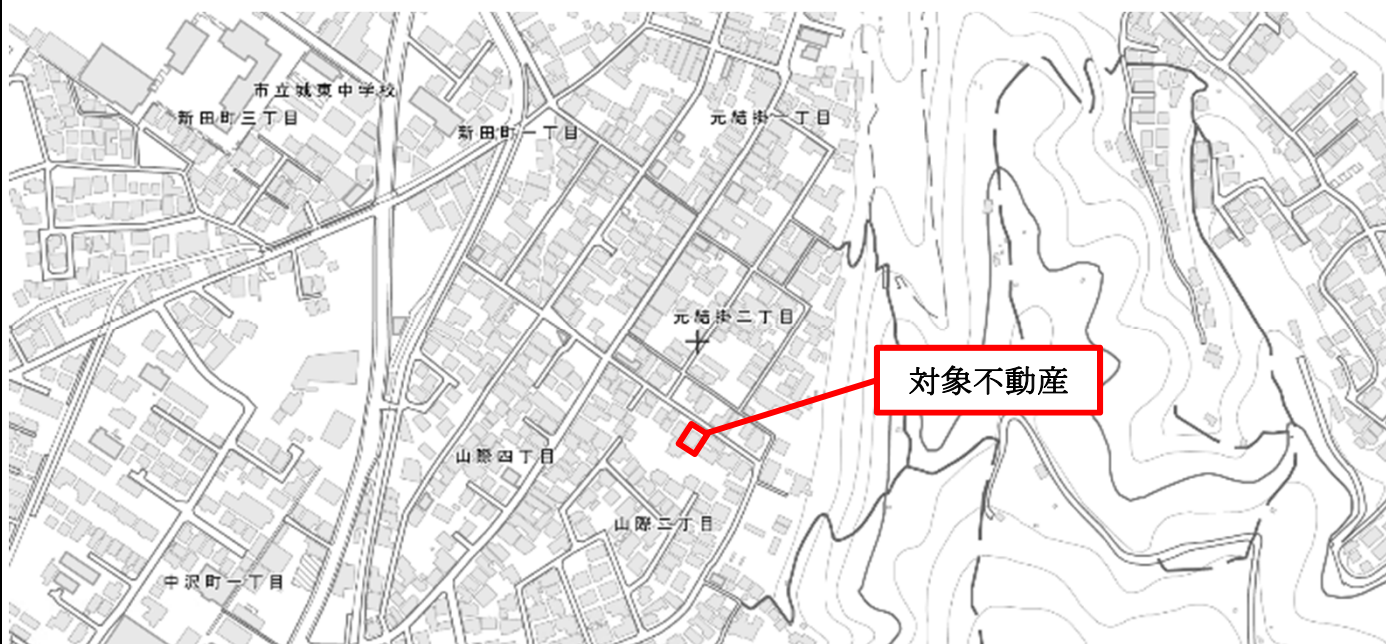 市立城東中学校
新田町三丁目
新田町一丁目
元結掛一丁目
元結掛二丁目
対象不動産
山際四丁目
山際二丁目
中沢町一丁目